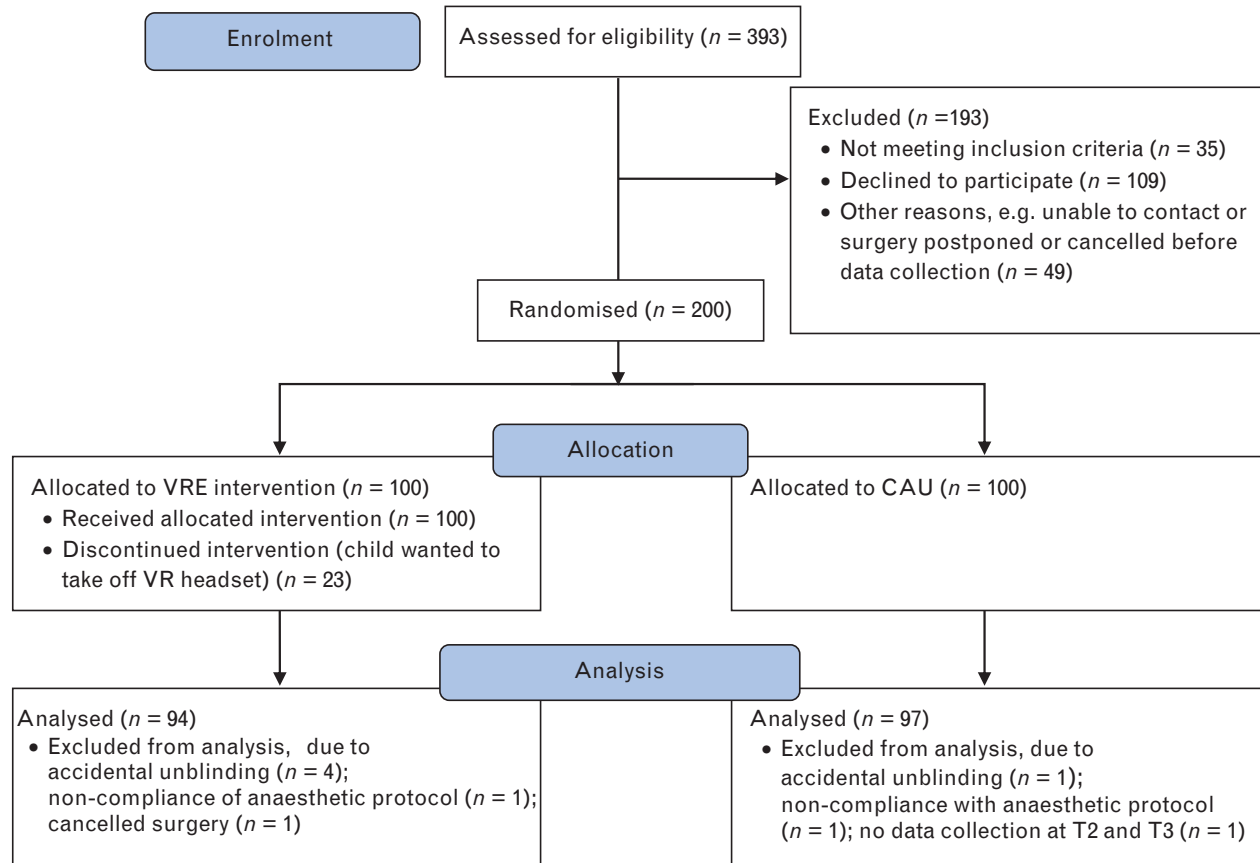 Enrolment
Assessed for eligibility (n = 393)
Excluded (n =193)
• Not meeting inclusion criteria (n = 35)
• Declined to participate (n = 109)
• Other reasons, e.g. unable to contact or
surgery postponed or cancelled before
data collection (n = 49)
Randomised (n = 200)
Allocation
Allocated to VRE intervention (n = 100)
• Received allocated intervention (n = 100)
• Discontinued intervention (child wanted to
take off VR headset) (n = 23)
Allocated to CAU (n = 100)
Analysis
Analysed (n = 94)
• Excluded from analysis, due to
accidental unblinding (n = 4);
non-compliance of anaesthetic protocol (n = 1);
cancelled surgery (n = 1)
Analysed (n = 97)
• Excluded from analysis, due to
accidental unblinding (n = 1);
non-compliance with anaesthetic protocol
(n = 1); no data collection at T2 and T3 (n = 1)